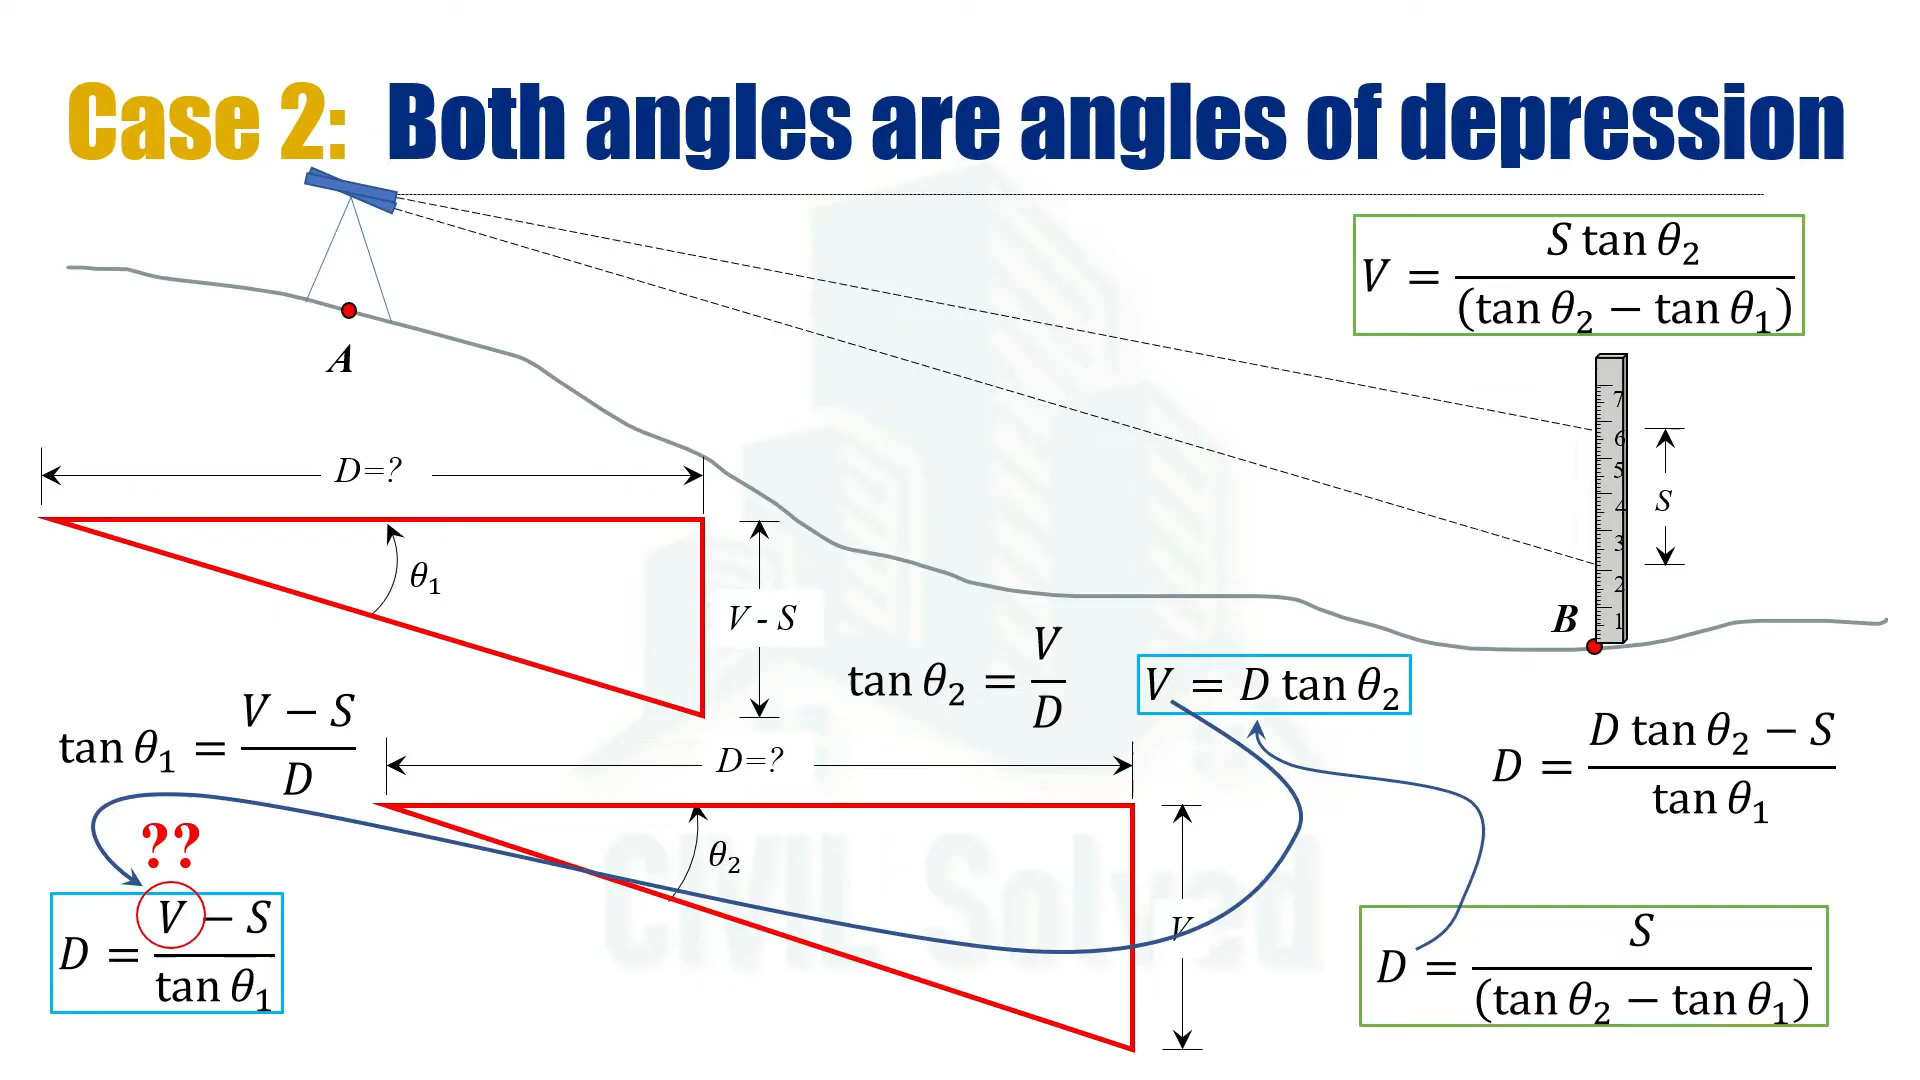 Case 2: Both angles are angles of depression
V = S tan θ₂ / (tan θ₂ − tan θ₁)
A
7
6
5
4
3
2
1
S
B
D=?
θ₁
V - S
tan θ₂ = V / D
V = D tan θ₂
tan θ₁ = V − S / D
D = D tan θ₂ − S / tan θ₁
D=?
θ₂
V
??
D = V − S / tan θ₁
D = S / (tan θ₂ − tan θ₁)
CIVIL Solved